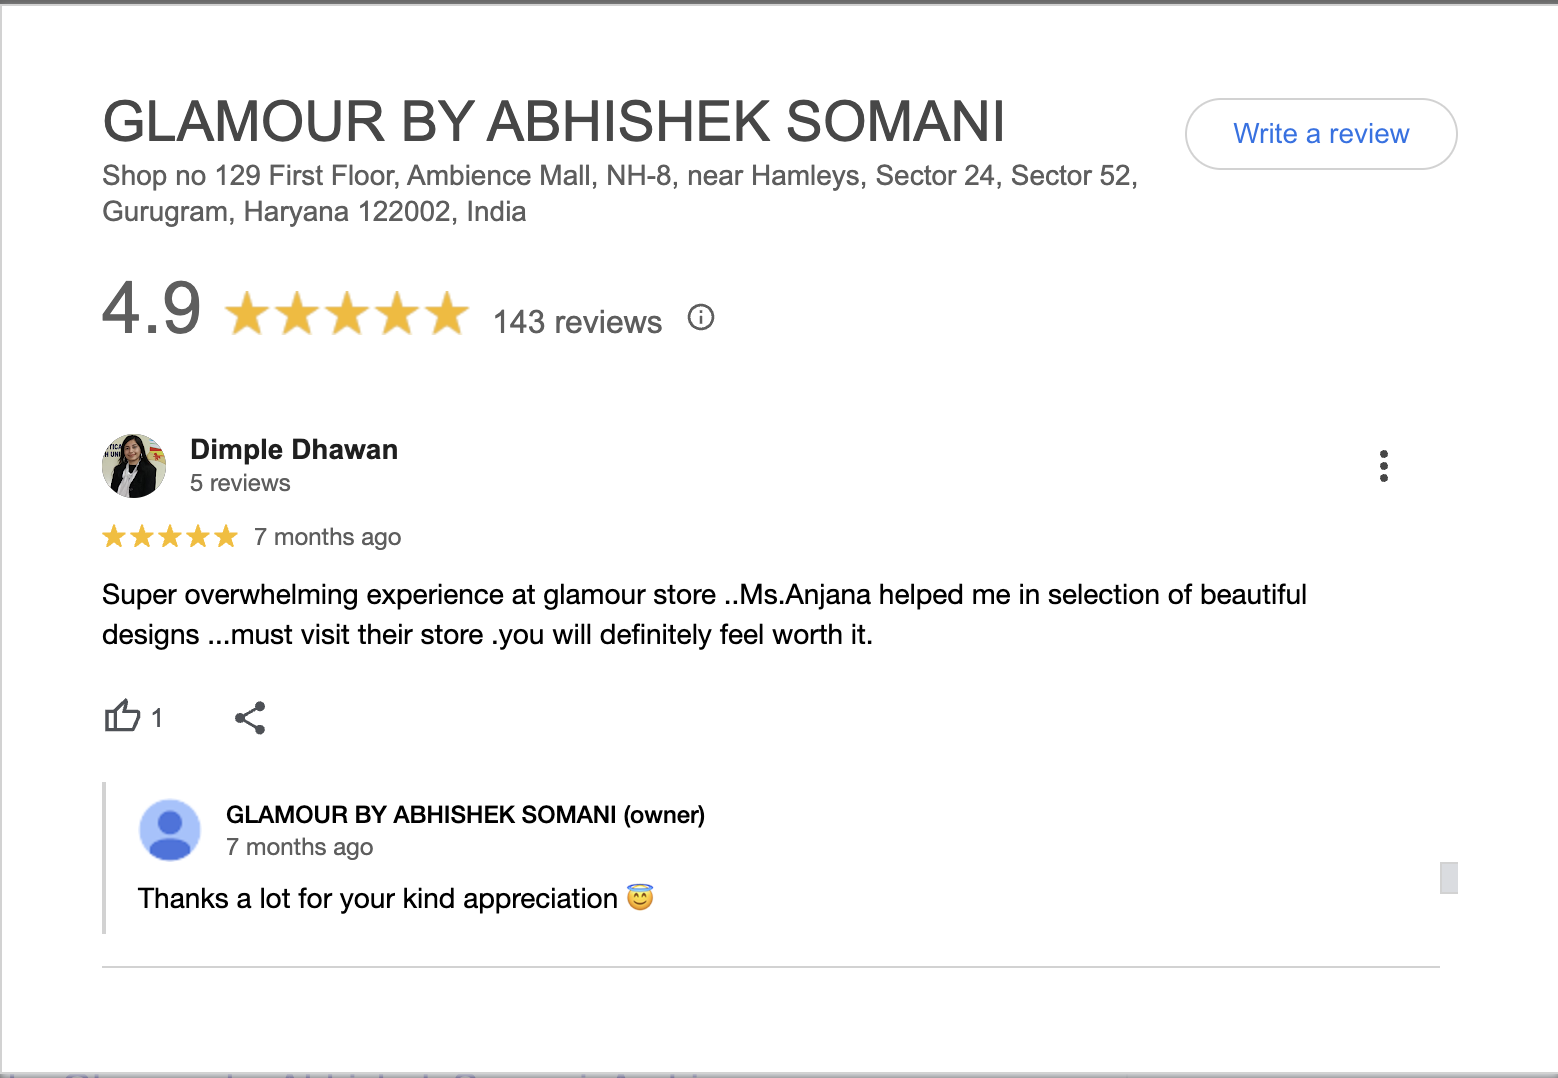 GLAMOUR BY ABHISHEK SOMANI
Write a review
Shop no 129 First Floor, Ambience Mall, NH-8, near Hamleys, Sector 24, Sector 52,
Gurugram, Haryana 122002, India
4.9
143 reviews
Dimple Dhawan
5 reviews
7 months ago
Super overwhelming experience at glamour store ..Ms.Anjana helped me in selection of beautiful
designs ...must visit their store .you will definitely feel worth it.
1
GLAMOUR BY ABHISHEK SOMANI (owner)
7 months ago
Thanks a lot for your kind appreciation 😇